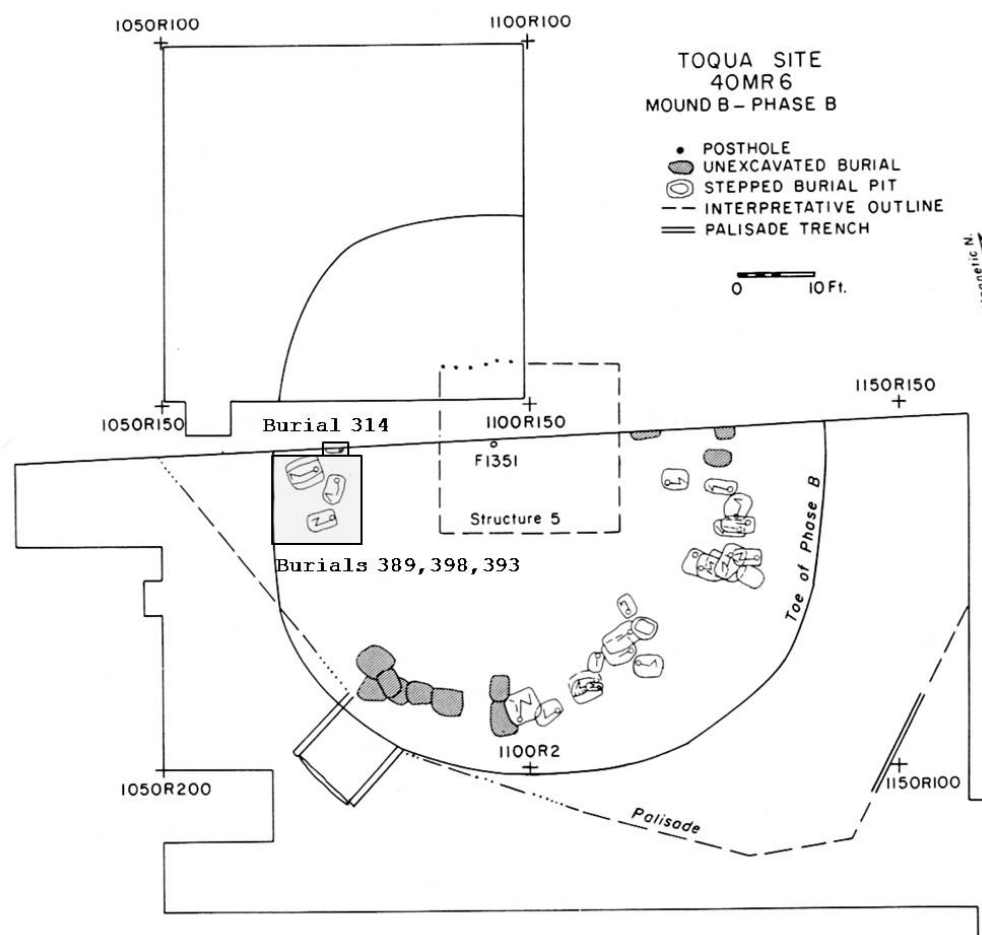 1050R100
1100R100
TOQUA SITE
40MR6
MOUND B – PHASE B
POSTHOLE
UNEXCAVATED BURIAL
STEPPED BURIAL PIT
INTERPRETATIVE OUTLINE
PALISADE TRENCH
0 10 Ft.
Magnetic N.
1050R150
1100R150
1150R150
Burial 314
F1351
Structure 5
Burials 389,398,393
Toe of Phase B
1100R2
1050R200
1150R100
Palisade